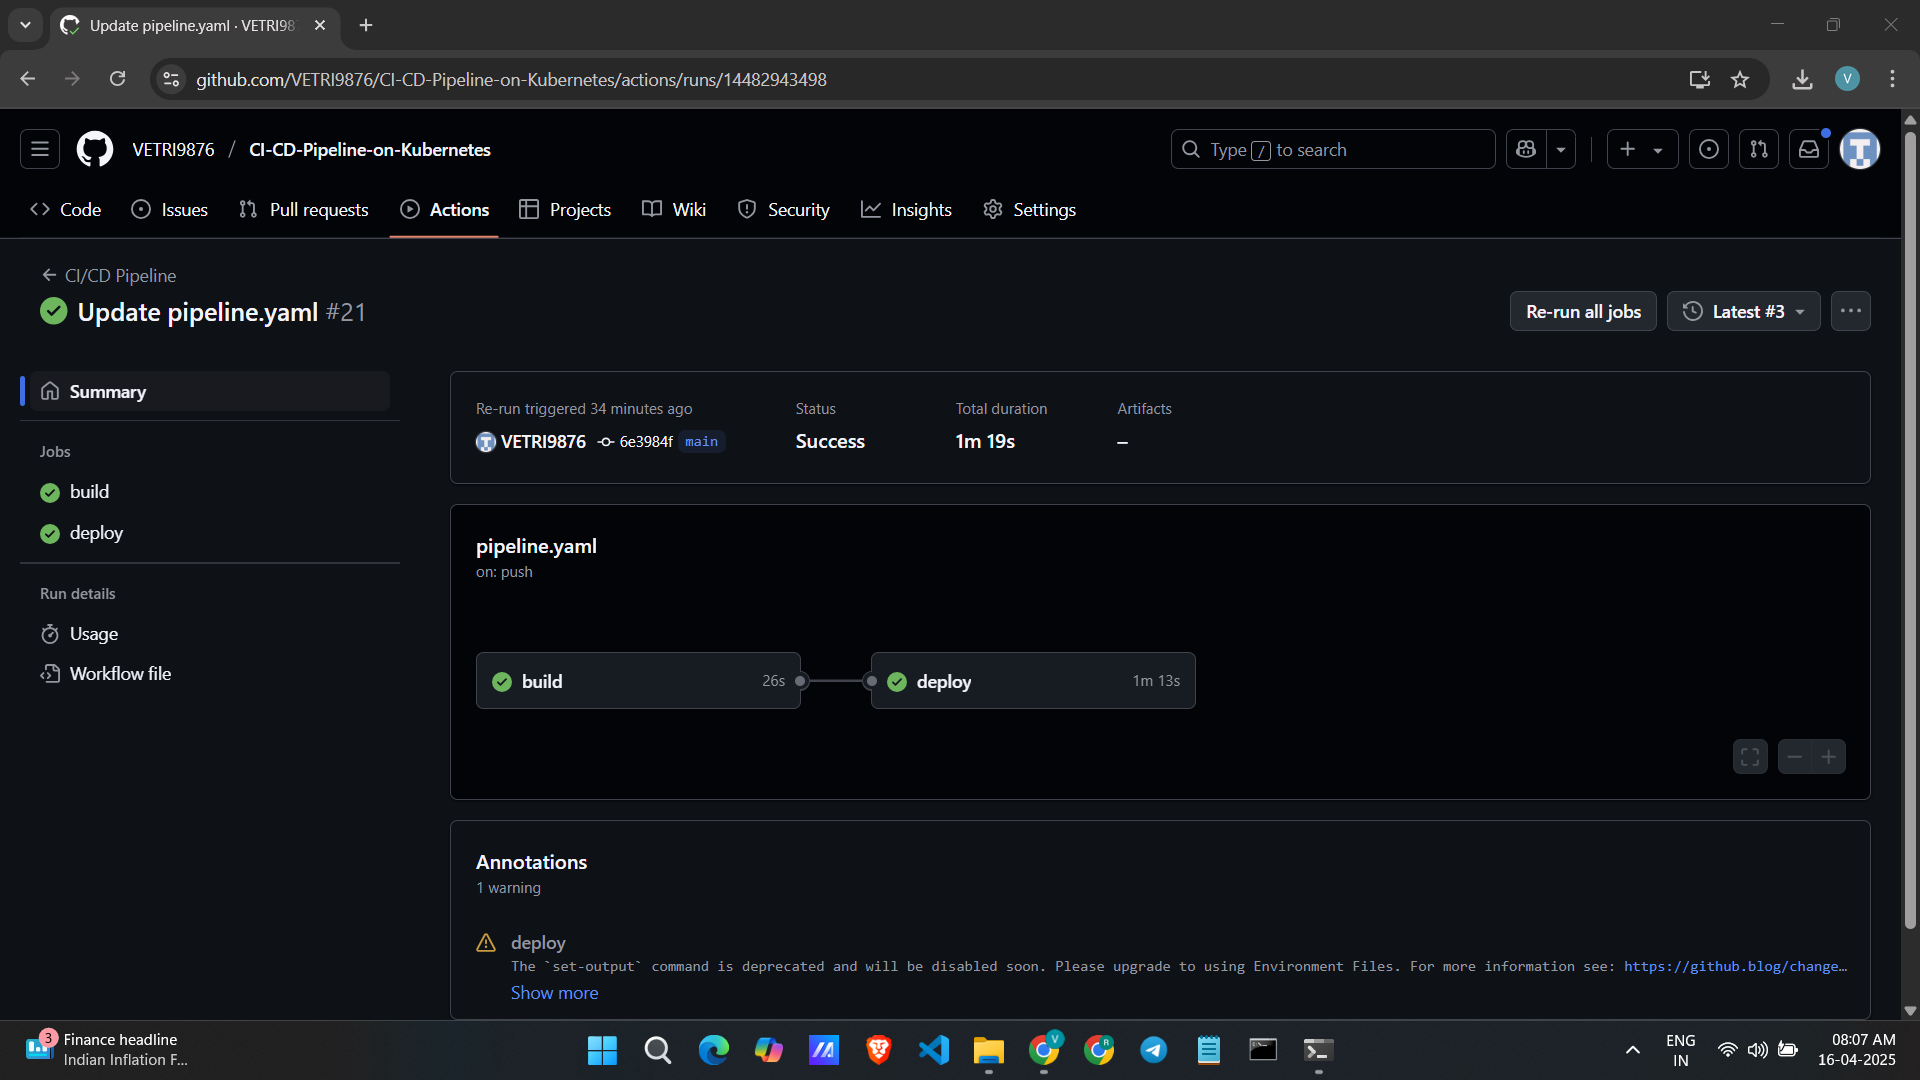 Update pipeline.yaml · VETRI98
github.com/VETRI9876/CI-CD-Pipeline-on-Kubernetes/actions/runs/14482943498
V
VETRI9876 / CI-CD-Pipeline-on-Kubernetes
Type / to search
Code
Issues
Pull requests
Actions
Projects
Wiki
Security
Insights
Settings
CI/CD Pipeline
Update pipeline.yaml #21
Re-run all jobs
Latest #3
Summary
Jobs
build
deploy
Run details
Usage
Workflow file
Re-run triggered 34 minutes ago
VETRI9876 6e3984f main
Status
Success
Total duration
1m 19s
Artifacts
–
pipeline.yaml
on: push
build 26s
deploy 1m 13s
Annotations
1 warning
deploy
The `set-output` command is deprecated and will be disabled soon. Please upgrade to using Environment Files. For more information see: https://github.blog/change…
Show more
3
Finance headline
Indian Inflation F...
V
R
ENG
IN
08:07 AM
16-04-2025